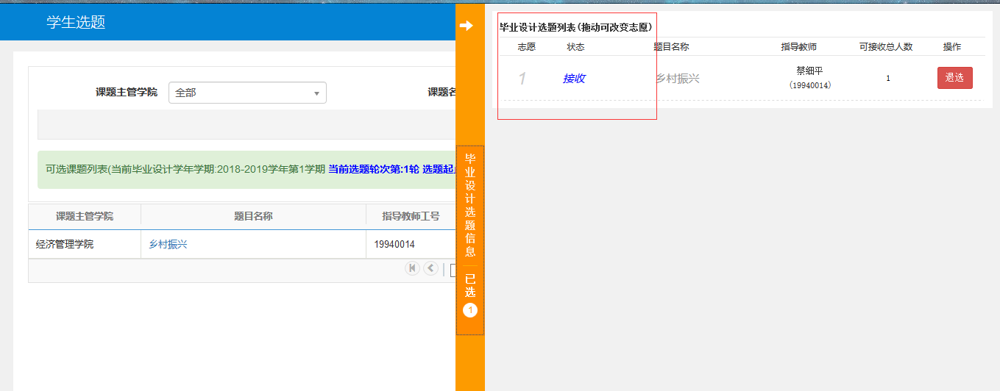 学生选题
课题主管学院 全部 课题名
可选课题列表(当前毕业设计学年学期:2018-2019学年第1学期 当前选题轮次第:1轮 选题起
课题主管学院 题目名称 指导教师工号
经济管理学院 乡村振兴 19940014
毕业设计选题信息
已选
1
毕业设计选题列表(拖动可改变志愿)
志愿 状态 题目名称 指导教师 可接收总人数 操作
1 接收 乡村振兴 蔡细平 1 退选
(19940014)